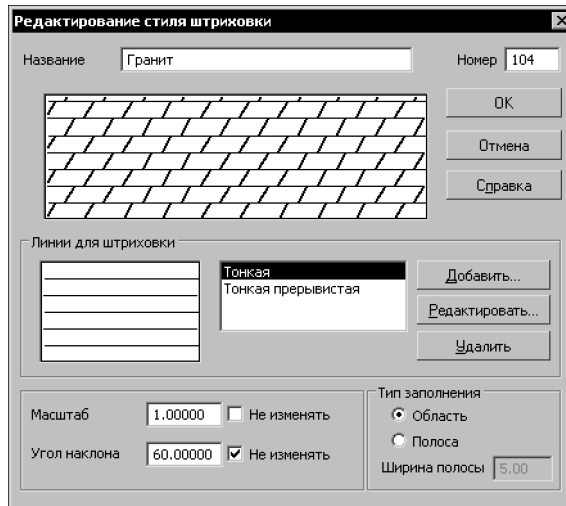 Редактирование стиля штриховки
Название Гранит Номер 104
OK
Отмена
Справка
Линии для штриховки
Тонкая
Тонкая прерывистая
Добавить...
Редактировать...
Удалить
Масштаб 1.00000 Не изменять
Угол наклона 60.00000 Не изменять
Тип заполнения
Область
Полоса
Ширина полосы 5.00